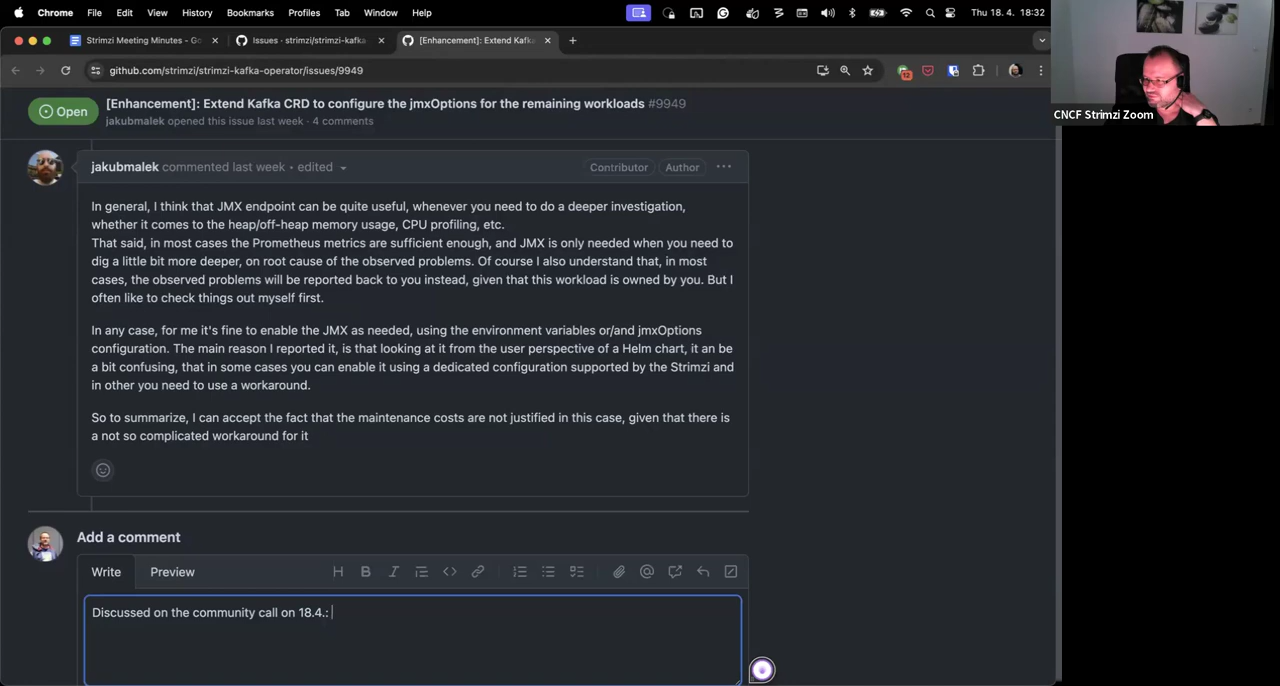 Chrome File Edit View History Bookmarks Profiles Tab Window Help Thu 18. 4. 18:32
Strimzi Meeting Minutes - Go
Issues · strimzi/strimzi-kafka
[Enhancement]: Extend Kafka
github.com/strimzi/strimzi-kafka-operator/issues/9949
12
CNCF Strimzi Zoom
Open
[Enhancement]: Extend Kafka CRD to configure the jmxOptions for the remaining workloads #9949
jakubmalek opened this issue last week · 4 comments
jakubmalek commented last week • edited
Contributor Author
In general, I think that JMX endpoint can be quite useful, whenever you need to do a deeper investigation,
whether it comes to the heap/off-heap memory usage, CPU profiling, etc.
That said, in most cases the Prometheus metrics are sufficient enough, and JMX is only needed when you need to
dig a little bit more deeper, on root cause of the observed problems. Of course I also understand that, in most
cases, the observed problems will be reported back to you instead, given that this workload is owned by you. But I
often like to check things out myself first.
In any case, for me it's fine to enable the JMX as needed, using the environment variables or/and jmxOptions
configuration. The main reason I reported it, is that looking at it from the user perspective of a Helm chart, it an be
a bit confusing, that in some cases you can enable it using a dedicated configuration supported by the Strimzi and
in other you need to use a workaround.
So to summarize, I can accept the fact that the maintenance costs are not justified in this case, given that there is
a not so complicated workaround for it
Add a comment
Write Preview
Discussed on the community call on 18.4.: